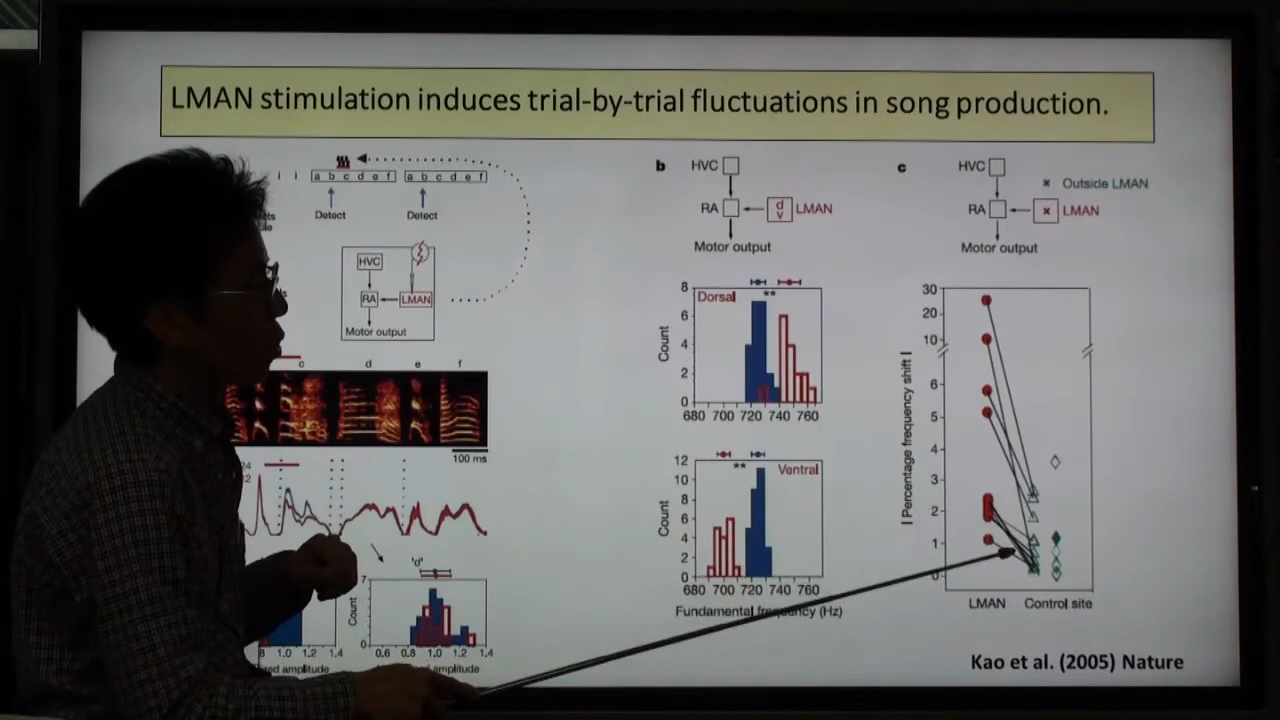 LMAN stimulation induces trial-by-trial fluctuations in song production.
a b c d e f a b c d e f
Detect Detect
HVC
RA LMAN
Motor output
c d e f
100 ms
'd'
Count
7
0
1.0 1.2 1.4
0.6 0.8 1.0 1.2 1.4
amplitude
b
HVC
RA d v LMAN
Motor output
Dorsal
**
Count
8
6
4
2
0
680 700 720 740 760
Ventral
**
Count
12
10
8
6
4
2
0
680 700 720 740 760
Fundamental frequency (Hz)
c
HVC
× Outside LMAN
RA × LMAN
Motor output
| Percentage frequency shift |
30
20
10
6
5
4
3
2
1
0
LMAN Control site
Kao et al. (2005) Nature